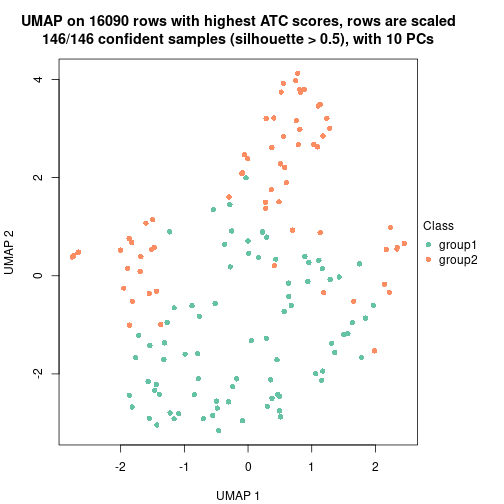 UMAP on 16090 rows with highest ATC scores, rows are scaled
146/146 confident samples (silhouette > 0.5), with 10 PCs
4
2
0
-2
UMAP 2
-2
-1
0
1
2
UMAP 1
Class
group1
group2